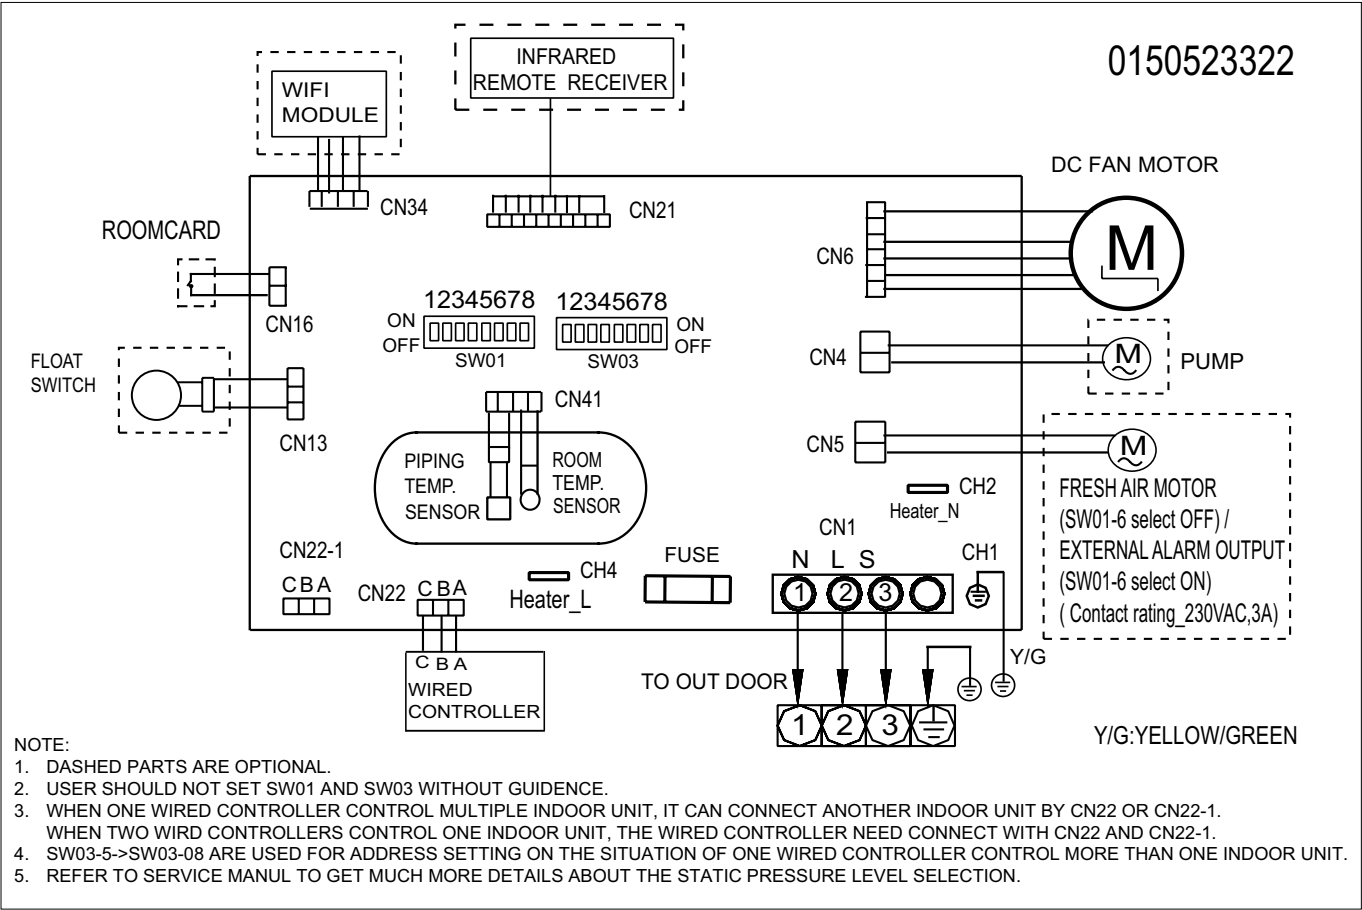 0150523322
INFRARED
REMOTE RECEIVER
WIFI
MODULE
CN34
CN21
DC FAN MOTOR
M
CN6
ROOMCARD
CN16
12345678
12345678
ON
OFF
SW01
SW03
ON
OFF
CN4
M
PUMP
FLOAT
SWITCH
CN13
CN41
CN5
M
PIPING
TEMP.
SENSOR
ROOM
TEMP.
SENSOR
CH2
Heater_N
FRESH AIR MOTOR
(SW01-6 select OFF) /
EXTERNAL ALARM OUTPUT
(SW01-6 select ON)
( Contact rating_230VAC,3A)
CN1
N L S
1 2 3
CH1
FUSE
CN22-1
CBA
CN22
CBA
CH4
Heater_L
C B A
WIRED
CONTROLLER
Y/G
TO OUT DOOR
1 2 3
Y/G:YELLOW/GREEN
NOTE:
1. DASHED PARTS ARE OPTIONAL.
2. USER SHOULD NOT SET SW01 AND SW03 WITHOUT GUIDENCE.
3. WHEN ONE WIRED CONTROLLER CONTROL MULTIPLE INDOOR UNIT, IT CAN CONNECT ANOTHER INDOOR UNIT BY CN22 OR CN22-1.
WHEN TWO WIRD CONTROLLERS CONTROL ONE INDOOR UNIT, THE WIRED CONTROLLER NEED CONNECT WITH CN22 AND CN22-1.
4. SW03-5->SW03-08 ARE USED FOR ADDRESS SETTING ON THE SITUATION OF ONE WIRED CONTROLLER CONTROL MORE THAN ONE INDOOR UNIT.
5. REFER TO SERVICE MANUL TO GET MUCH MORE DETAILS ABOUT THE STATIC PRESSURE LEVEL SELECTION.